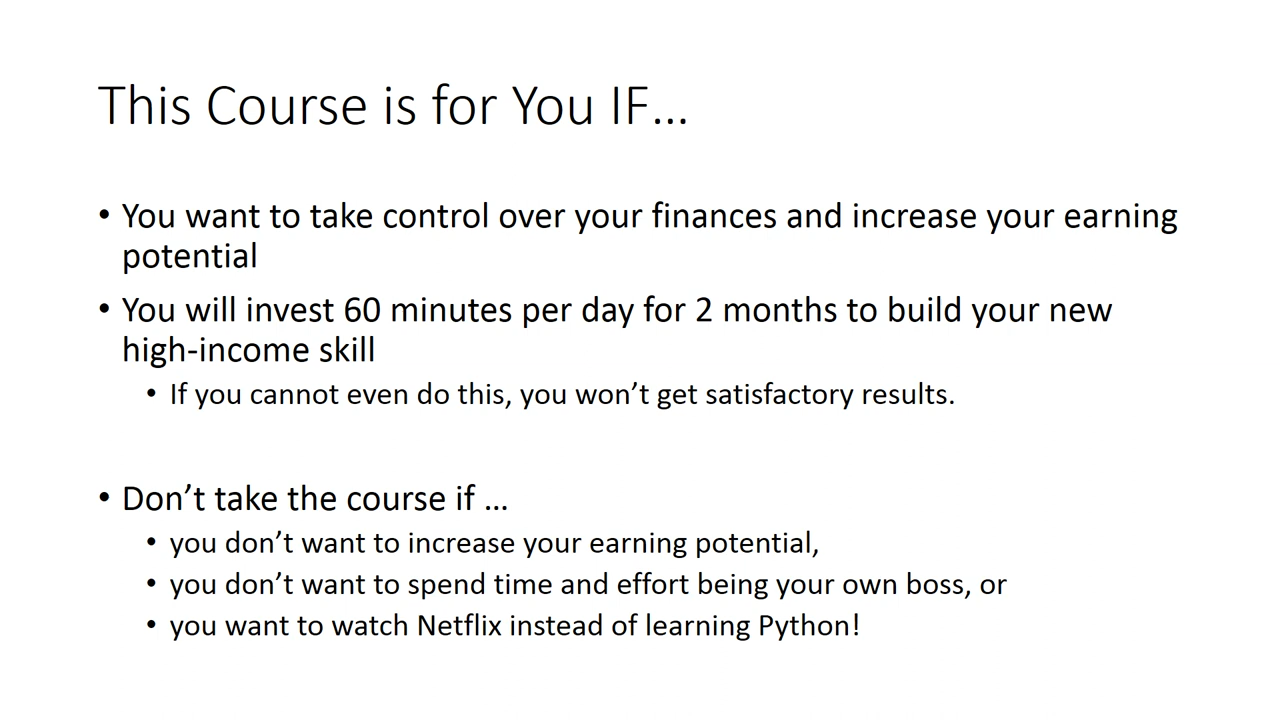 This Course is for You IF...
• You want to take control over your finances and increase your earning
potential
• You will invest 60 minutes per day for 2 months to build your new
high-income skill
• If you cannot even do this, you won’t get satisfactory results.
• Don’t take the course if ...
• you don’t want to increase your earning potential,
• you don’t want to spend time and effort being your own boss, or
• you want to watch Netflix instead of learning Python!